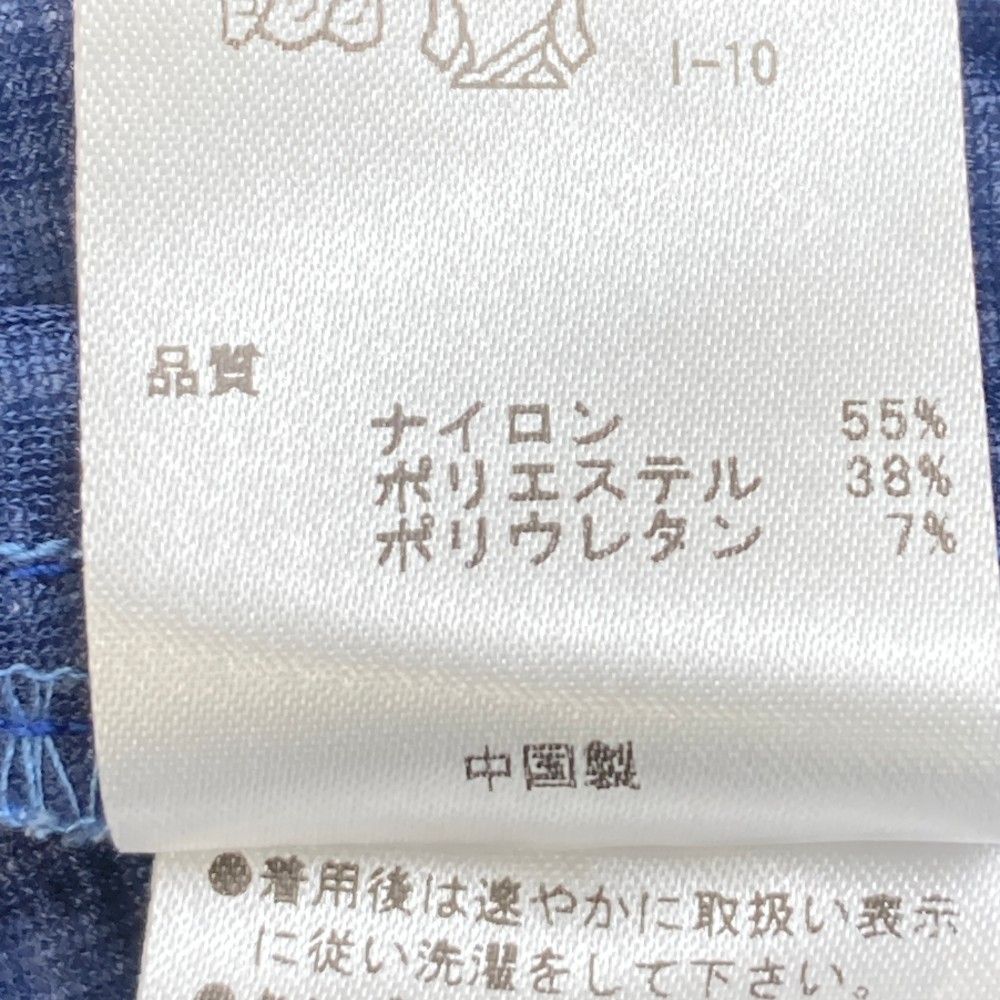 I-10
品質
ナイロン 55%
ポリエステル 38%
ポリウレタン 7%
中国製
●着用後は速やかに取扱い表示
に従い洗濯をして下さい。